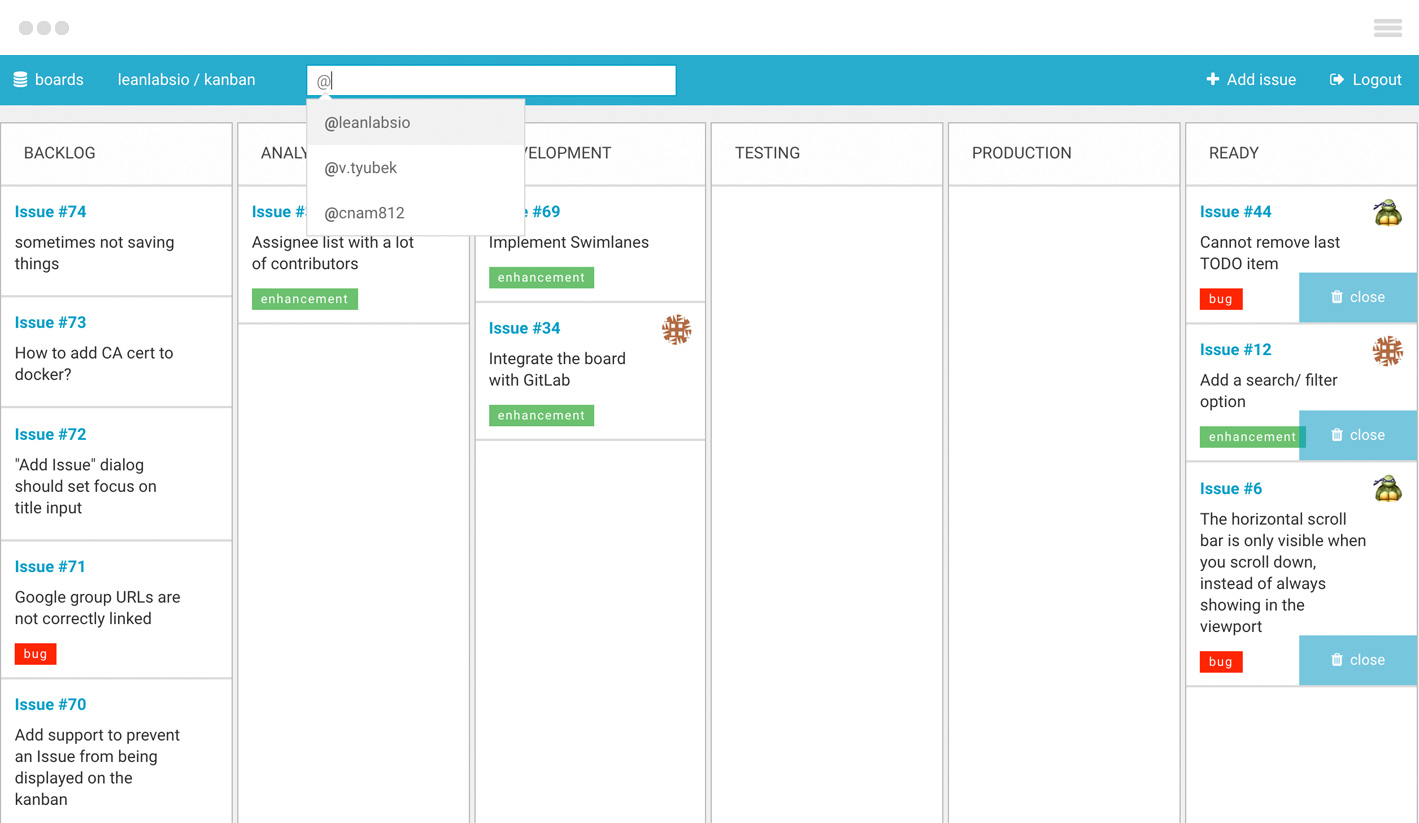 boards
leanlabsio / kanban
@
Add issue
Logout
@leanlabsio
@v.tyubek
@cnam812
BACKLOG
Issue #74
sometimes not saving
things
Issue #73
How to add CA cert to
docker?
Issue #72
"Add Issue" dialog
should set focus on
title input
Issue #71
Google group URLs are
not correctly linked
bug
Issue #70
Add support to prevent
an Issue from being
displayed on the
kanban
Issue
Assignee list with a lot
of contributors
enhancement
#69
Implement Swimlanes
enhancement
Issue #34
Integrate the board
with GitLab
enhancement
TESTING
PRODUCTION
READY
Issue #44
Cannot remove last
TODO item
bug
close
Issue #12
Add a search/ filter
option
enhancement
close
Issue #6
The horizontal scroll
bar is only visible when
you scroll down,
instead of always
showing in the
viewport
bug
close